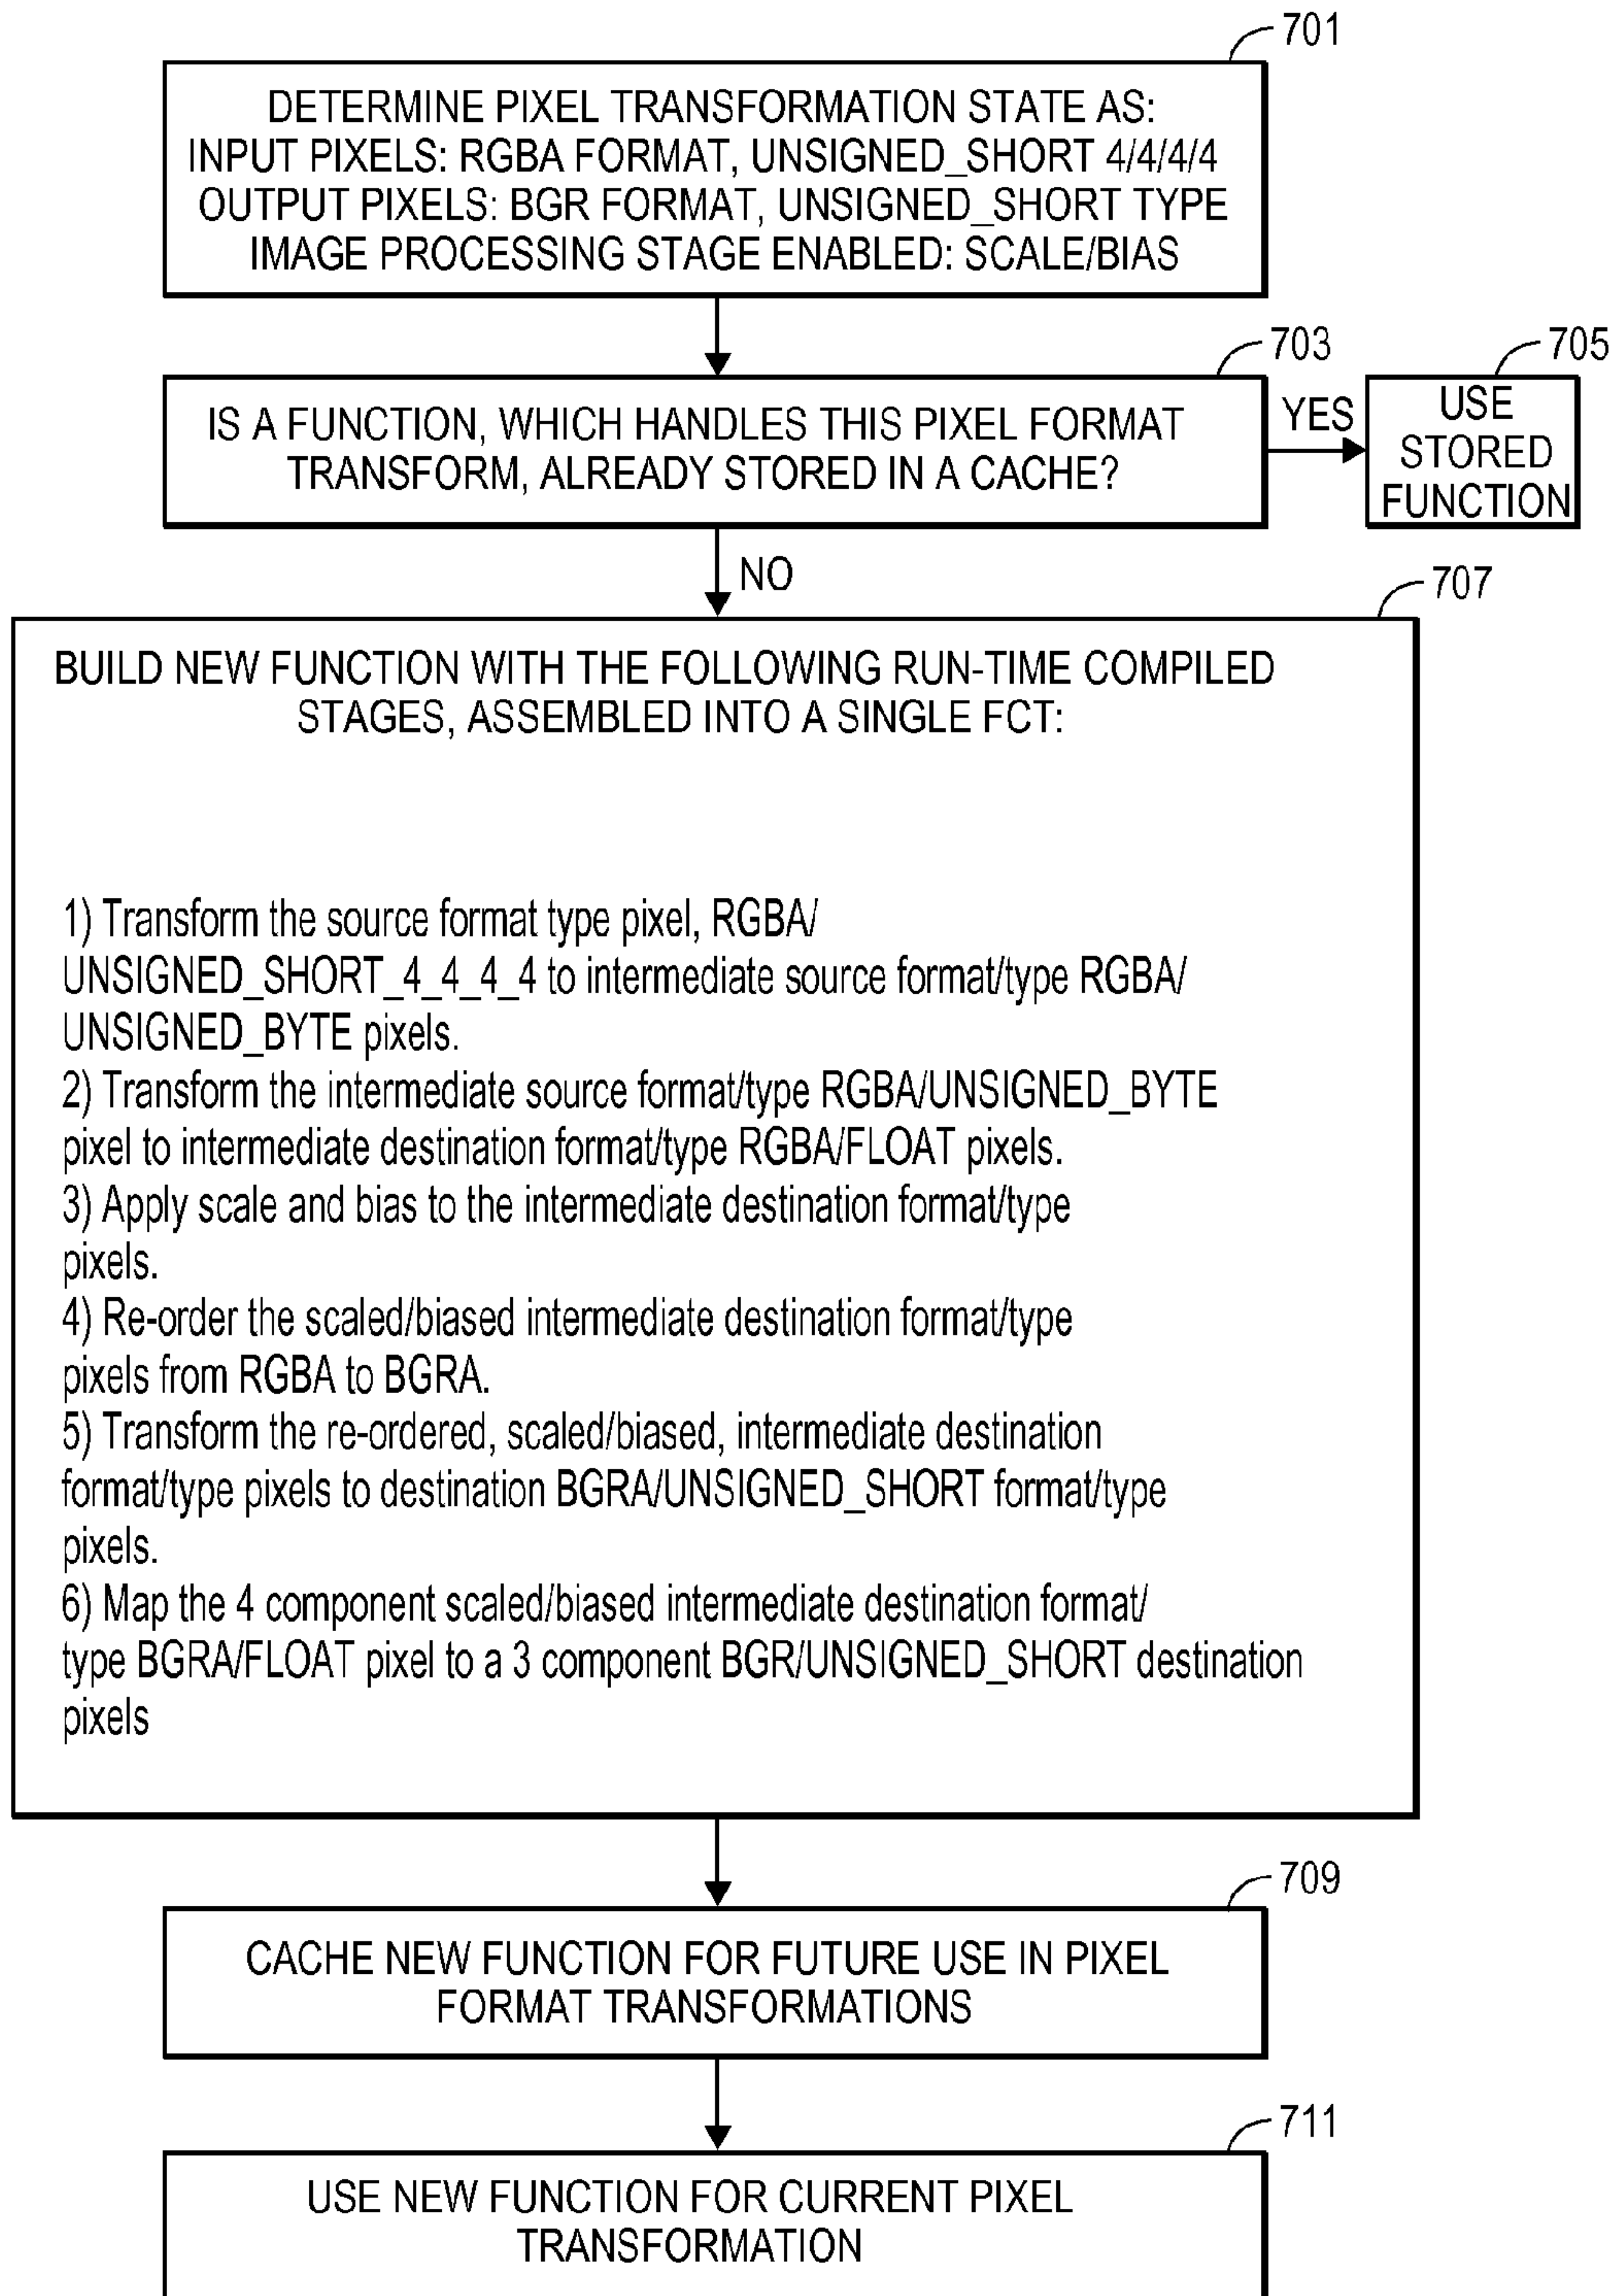 701
DETERMINE PIXEL TRANSFORMATION STATE AS:
INPUT PIXELS: RGBA FORMAT, UNSIGNED_SHORT 4/4/4/4
OUTPUT PIXELS: BGR FORMAT, UNSIGNED_SHORT TYPE
IMAGE PROCESSING STAGE ENABLED: SCALE/BIAS
703
IS A FUNCTION, WHICH HANDLES THIS PIXEL FORMAT
TRANSFORM, ALREADY STORED IN A CACHE?
YES
705
USE
STORED
FUNCTION
NO
707
BUILD NEW FUNCTION WITH THE FOLLOWING RUN-TIME COMPILED
STAGES, ASSEMBLED INTO A SINGLE FCT:
1) Transform the source format type pixel, RGBA/
UNSIGNED_SHORT_4_4_4_4 to intermediate source format/type RGBA/
UNSIGNED_BYTE pixels.
2) Transform the intermediate source format/type RGBA/UNSIGNED_BYTE
pixel to intermediate destination format/type RGBA/FLOAT pixels.
3) Apply scale and bias to the intermediate destination format/type
pixels.
4) Re-order the scaled/biased intermediate destination format/type
pixels from RGBA to BGRA.
5) Transform the re-ordered, scaled/biased, intermediate destination
format/type pixels to destination BGRA/UNSIGNED_SHORT format/type
pixels.
6) Map the 4 component scaled/biased intermediate destination format/
type BGRA/FLOAT pixel to a 3 component BGR/UNSIGNED_SHORT destination
pixels
709
CACHE NEW FUNCTION FOR FUTURE USE IN PIXEL
FORMAT TRANSFORMATIONS
711
USE NEW FUNCTION FOR CURRENT PIXEL
TRANSFORMATION